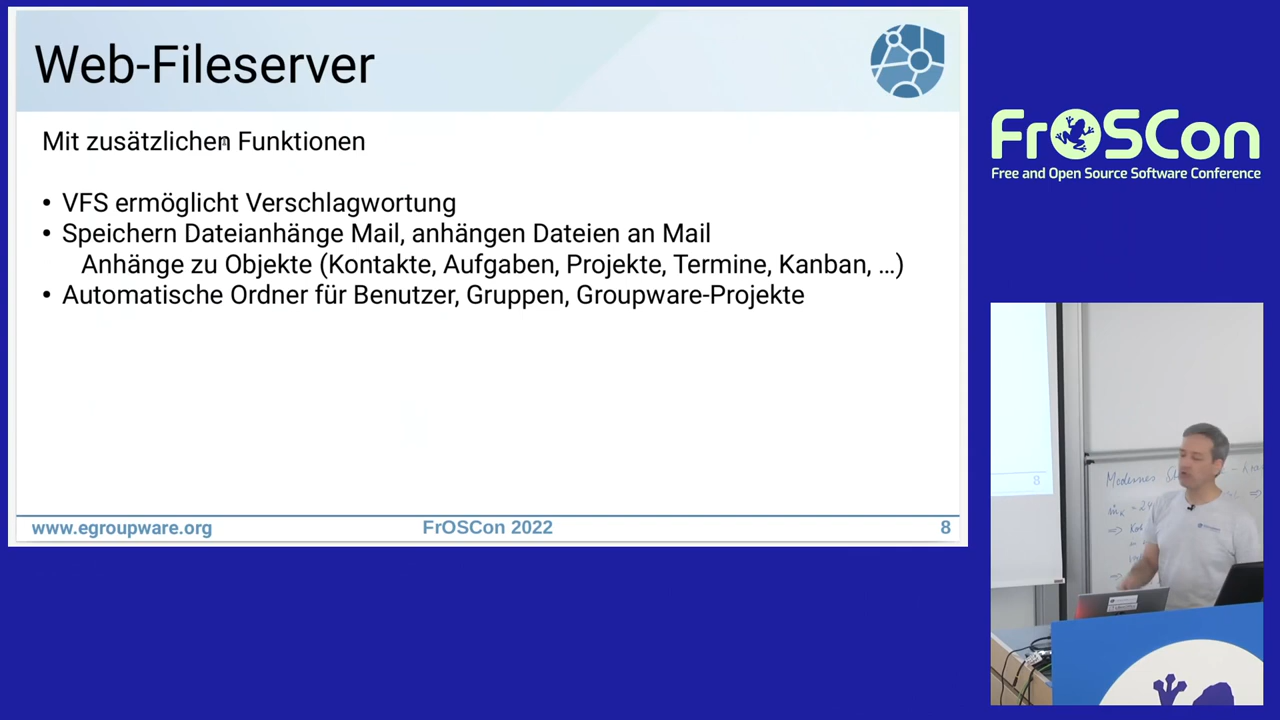 Web-Fileserver
Mit zusätzlichen Funktionen
• VFS ermöglicht Verschlagwortung
• Speichern Dateianhänge Mail, anhängen Dateien an Mail
Anhänge zu Objekte (Kontakte, Aufgaben, Projekte, Termine, Kanban, ...)
• Automatische Ordner für Benutzer, Gruppen, Groupware-Projekte
www.egroupware.org
FrOSCon 2022
8
FrOSCon
Free and Open Source Software Conference
8
Modernes